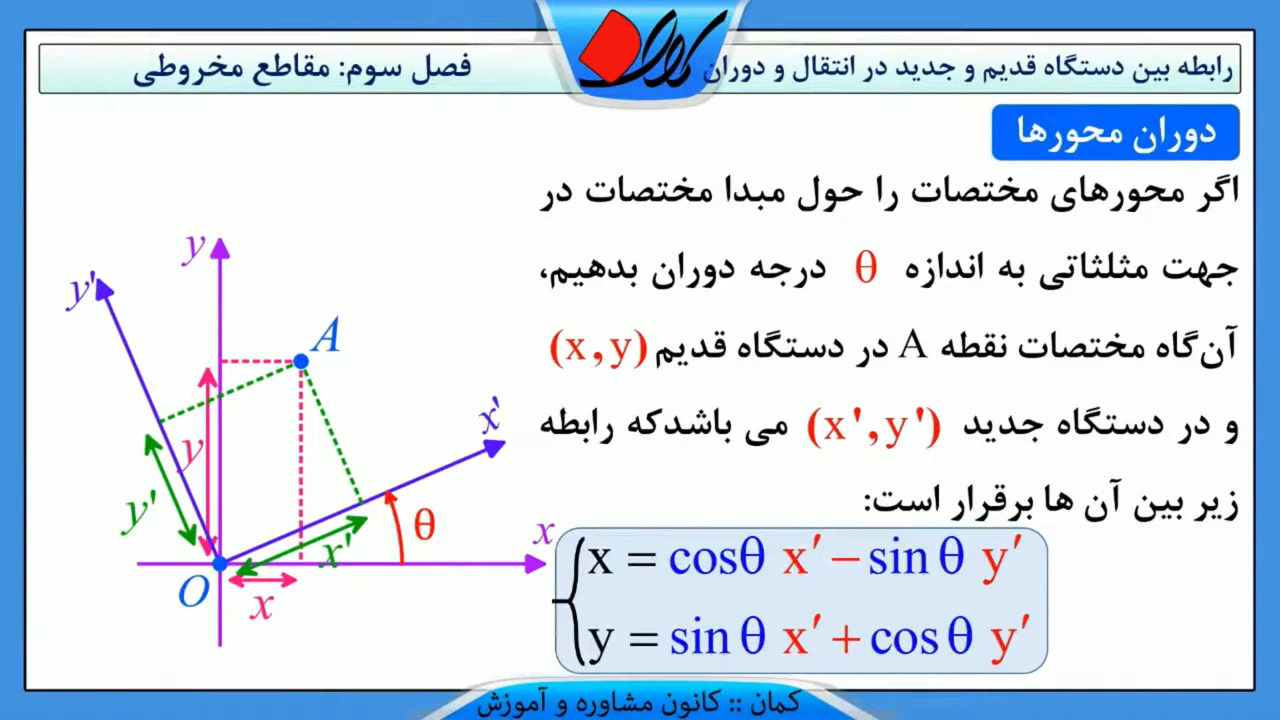 رابطه بین دستگاه قدیم و جدید در انتقال و دوران
فصل سوم: مقاطع مخروطی
دوران محورها
اگر محورهای مختصات را حول مبدا مختصات در
جهت مثلثاتی به اندازه θ درجه دوران بدهیم،
آن‌گاه مختصات نقطه A در دستگاه قدیم (x,y)
و در دستگاه جدید (x',y') می باشدکه رابطه
زیر بین آن ها برقرار است:
x = cosθ x′ − sin θ y′
y = sin θ x′ + cos θ y′
y
y'
A
x'
y
y'
θ
x'
x
O
x
کمان :: کانون مشاوره و آموزش